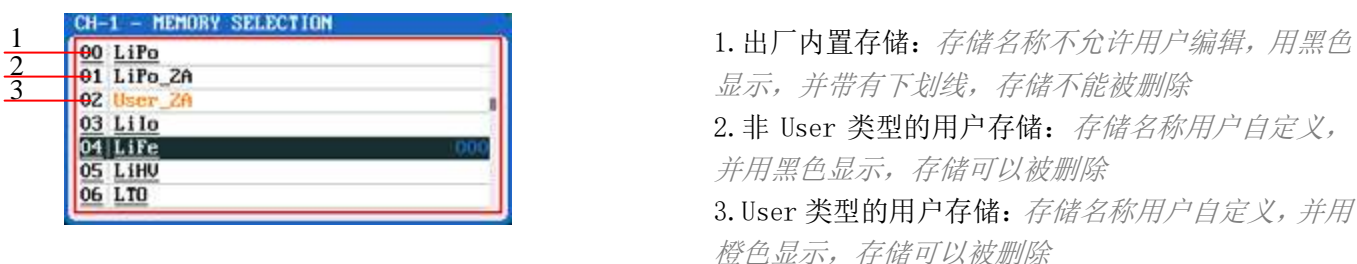 CH-1 - MEMORY SELECTION
1
00 LiPo
2
01 LiPo_ZA
3
02 User_ZA
03 LiIo
04 LiFe 000
05 LiHV
06 LTO
1.出厂内置存储：存储名称不允许用户编辑，用黑色
显示，并带有下划线，存储不能被删除
2.非 User 类型的用户存储：存储名称用户自定义，
并用黑色显示，存储可以被删除
3.User 类型的用户存储：存储名称用户自定义，并用
橙色显示，存储可以被删除